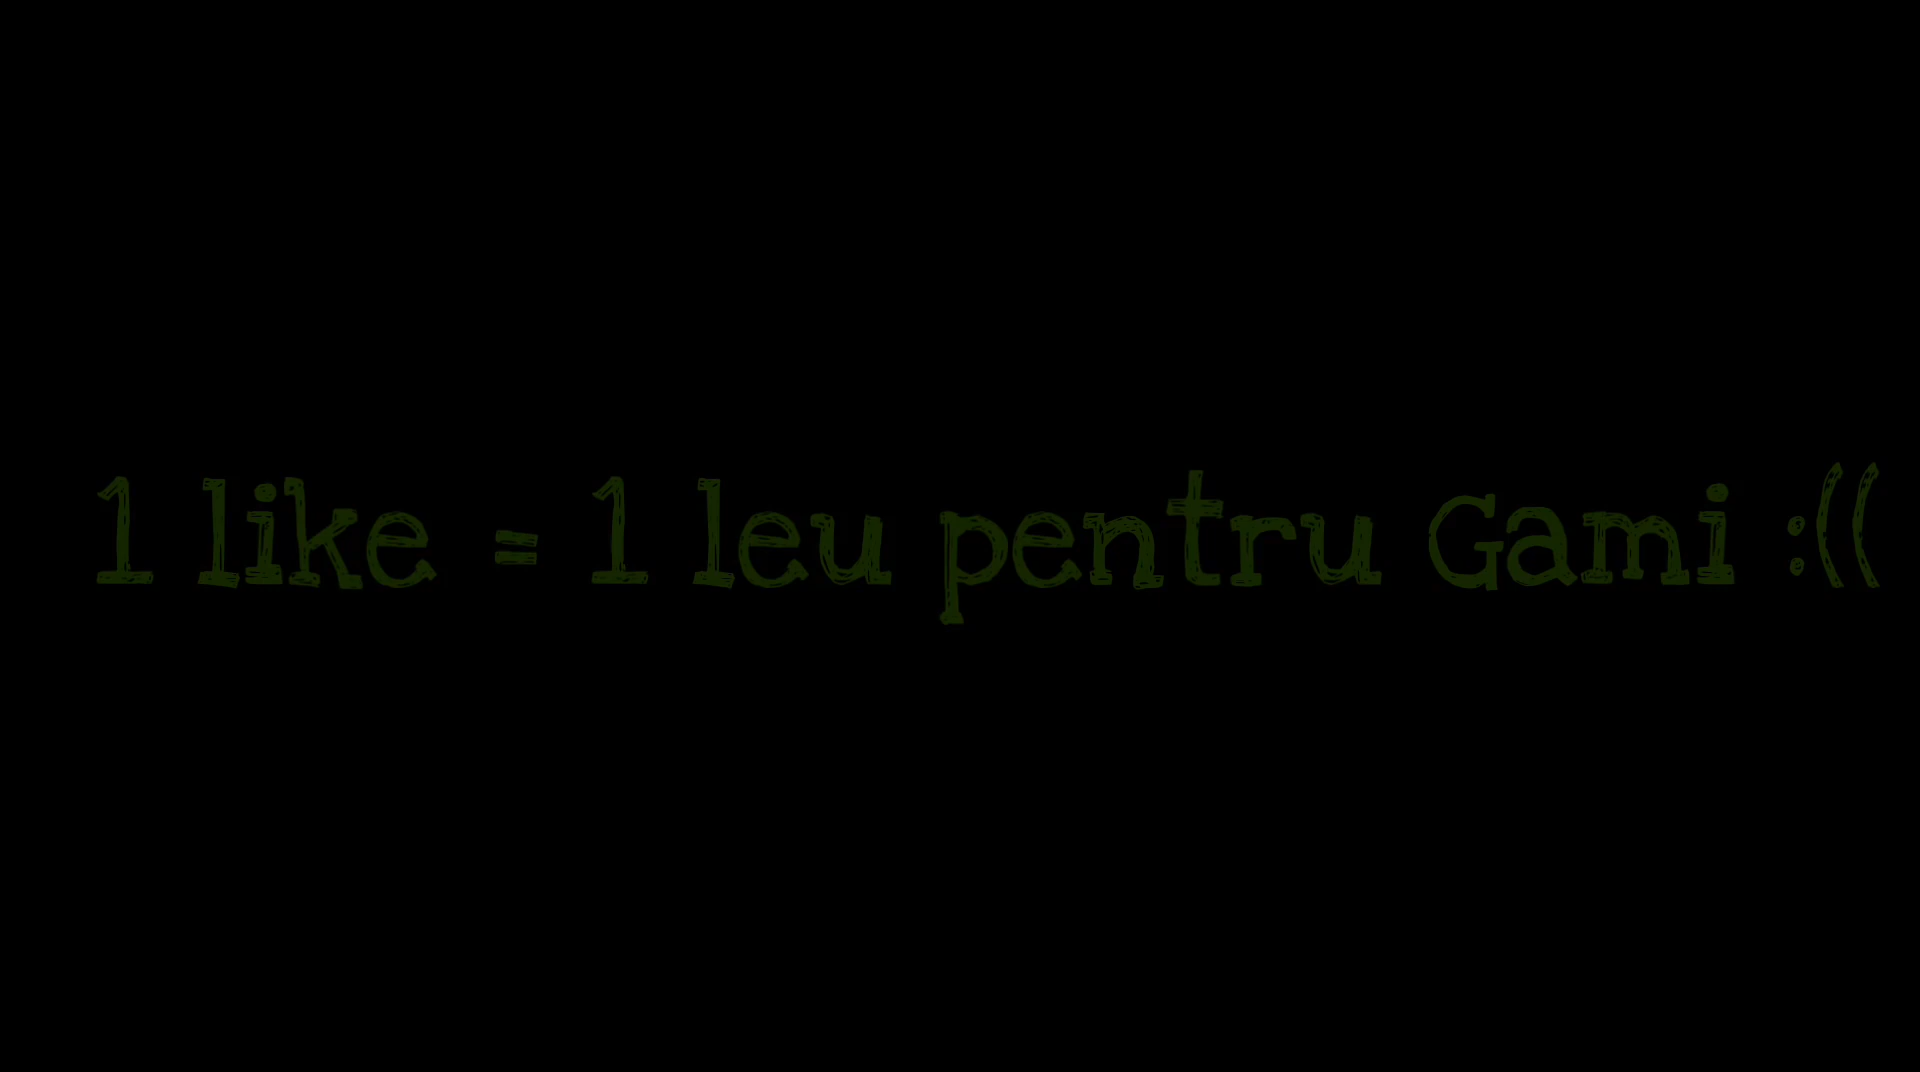 1 like = 1 leu pentru Gami :((